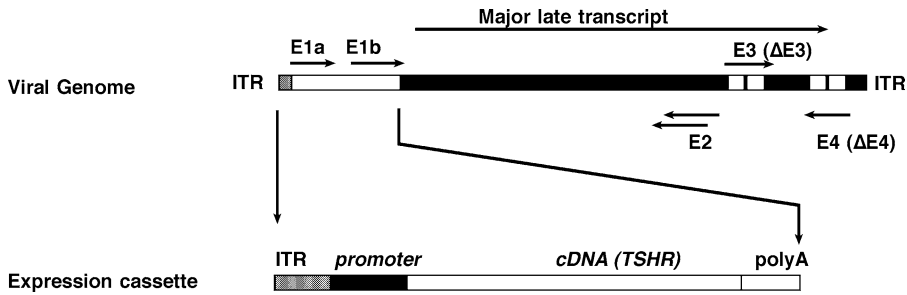 Major late transcript
E1a E1b E3 (ΔE3)
Viral Genome ITR ITR
E2 E4 (ΔE4)
ITR promoter cDNA (TSHR) polyA
Expression cassette